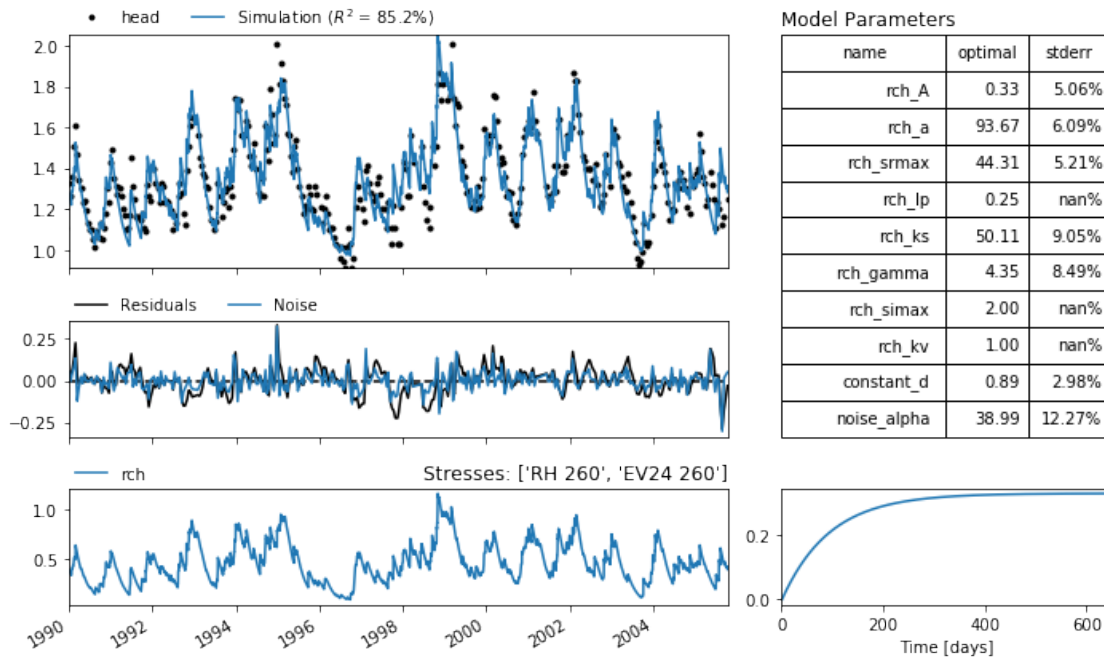 head Simulation (R² = 85.2%)
2.0
1.8
1.6
1.4
1.2
1.0
Residuals Noise
0.25
0.00
−0.25
rch Stresses: ['RH 260', 'EV24 260']
1.0
0.5
1990 1992 1994 1996 1998 2000 2002 2004
Model Parameters
name optimal stderr
rch_A 0.33 5.06%
rch_a 93.67 6.09%
rch_srmax 44.31 5.21%
rch_lp 0.25 nan%
rch_ks 50.11 9.05%
rch_gamma 4.35 8.49%
rch_simax 2.00 nan%
rch_kv 1.00 nan%
constant_d 0.89 2.98%
noise_alpha 38.99 12.27%
0.2
0.0
0 200 400 600
Time [days]